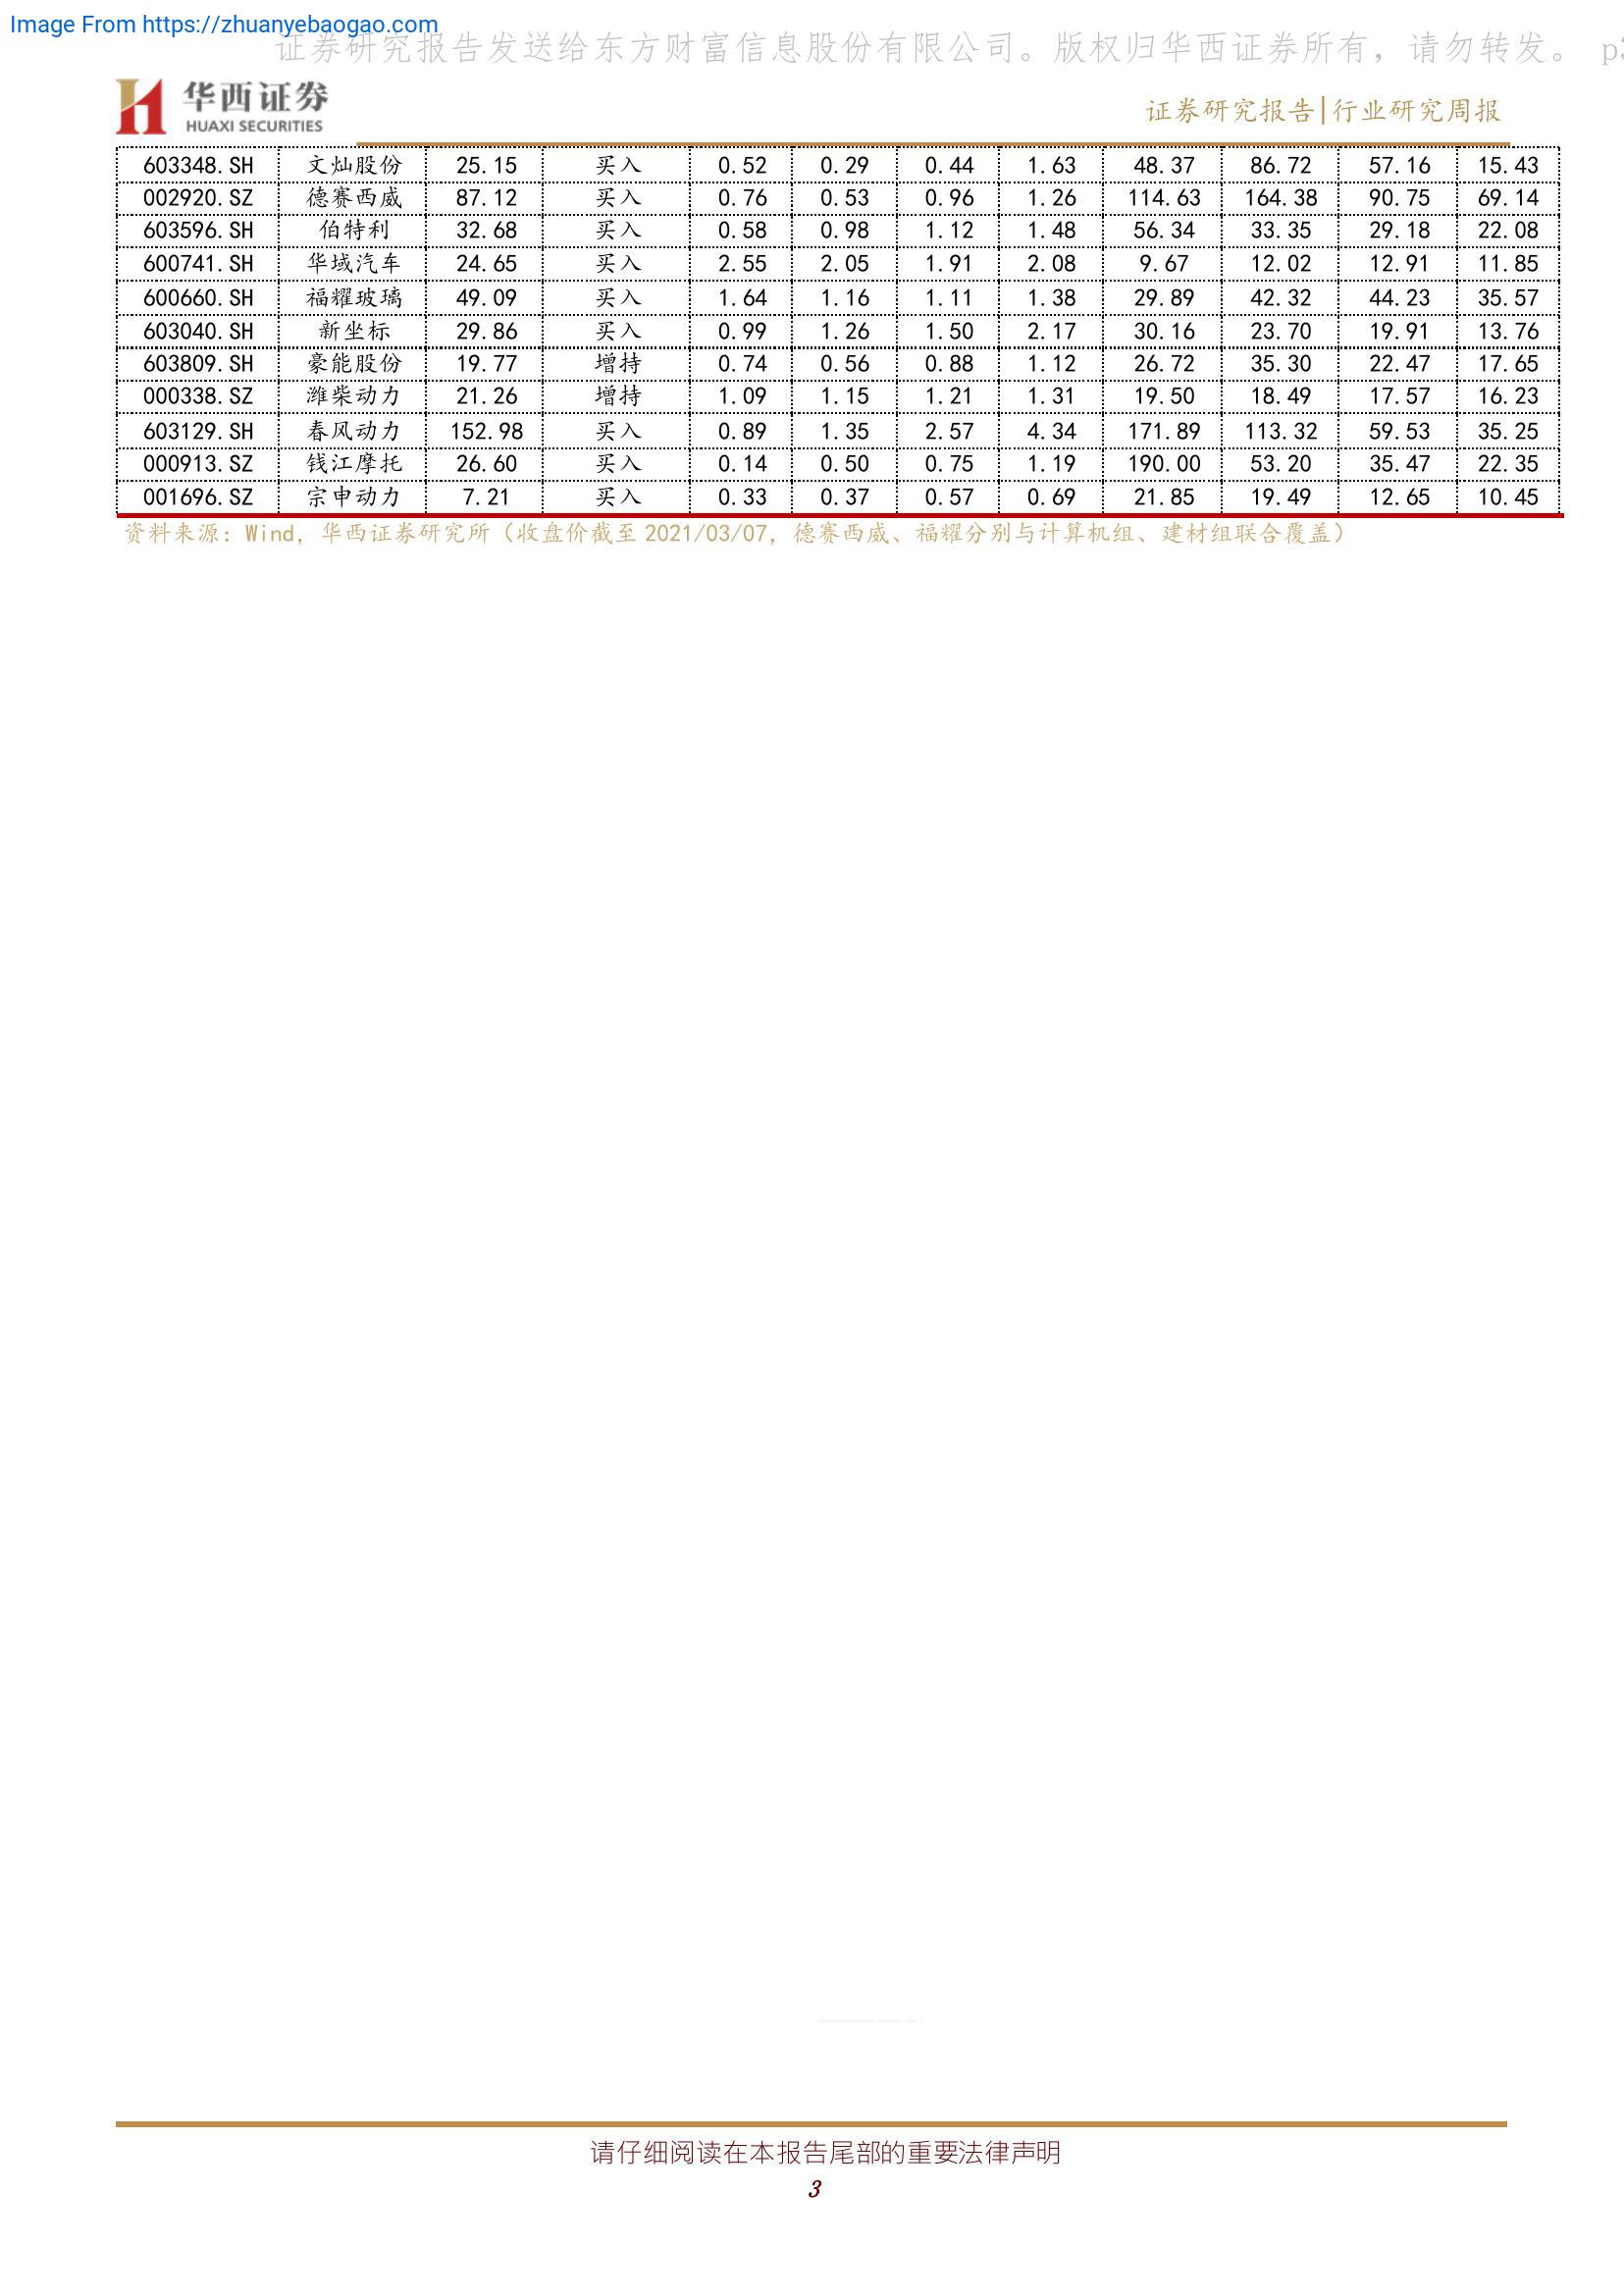 Image From https://zhuanyebaogao.com
证券研究报告发送给东方财富信息股份有限公司。版权归华西证券所有，请勿转发。 p3
华西证券
HUAXI SECURITIES
证券研究报告|行业研究周报
603348.SH 文灿股份 25.15 买入 0.52 0.29 0.44 1.63 48.37 86.72 57.16 15.43
002920.SZ 德赛西威 87.12 买入 0.76 0.53 0.96 1.26 114.63 164.38 90.75 69.14
603596.SH 伯特利 32.68 买入 0.58 0.98 1.12 1.48 56.34 33.35 29.18 22.08
600741.SH 华域汽车 24.65 买入 2.55 2.05 1.91 2.08 9.67 12.02 12.91 11.85
600660.SH 福耀玻璃 49.09 买入 1.64 1.16 1.11 1.38 29.89 42.32 44.23 35.57
603040.SH 新坐标 29.86 买入 0.99 1.26 1.50 2.17 30.16 23.70 19.91 13.76
603809.SH 豪能股份 19.77 增持 0.74 0.56 0.88 1.12 26.72 35.30 22.47 17.65
000338.SZ 潍柴动力 21.26 增持 1.09 1.15 1.21 1.31 19.50 18.49 17.57 16.23
603129.SH 春风动力 152.98 买入 0.89 1.35 2.57 4.34 171.89 113.32 59.53 35.25
000913.SZ 钱江摩托 26.60 买入 0.14 0.50 0.75 1.19 190.00 53.20 35.47 22.35
001696.SZ 宗申动力 7.21 买入 0.33 0.37 0.57 0.69 21.85 19.49 12.65 10.45
资料来源：Wind，华西证券研究所（收盘价截至 2021/03/07，德赛西威、福耀分别与计算机组、建材组联合覆盖）
请仔细阅读在本报告尾部的重要法律声明
3